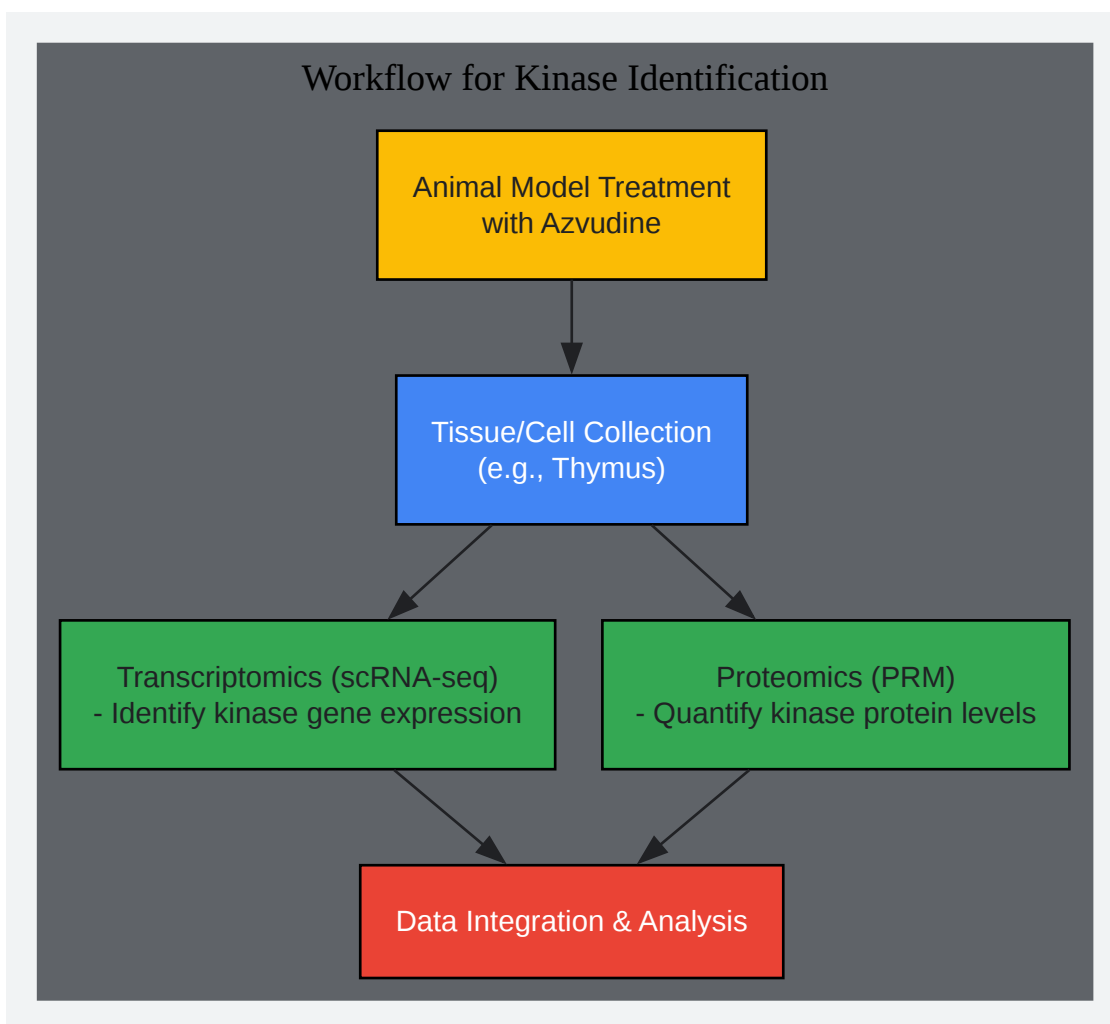 Workflow for Kinase Identification
Animal Model Treatment
with Azvudine
Tissue/Cell Collection
(e.g., Thymus)
Transcriptomics (scRNA-seq)
- Identify kinase gene expression
Proteomics (PRM)
- Quantify kinase protein levels
Data Integration & Analysis